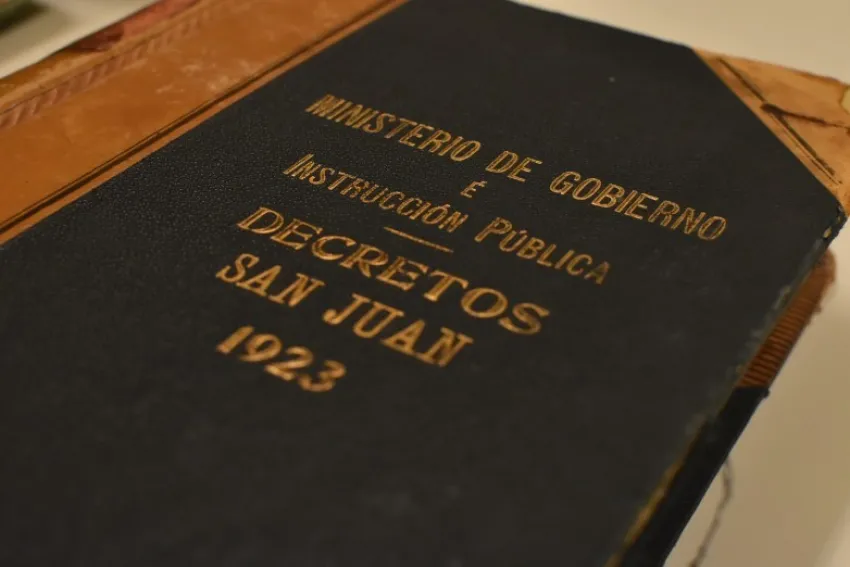 MINISTERIO DE GOBIERNO
É
INSTRUCCIÓN PÚBLICA
DECRETOS
SAN JUAN
1923